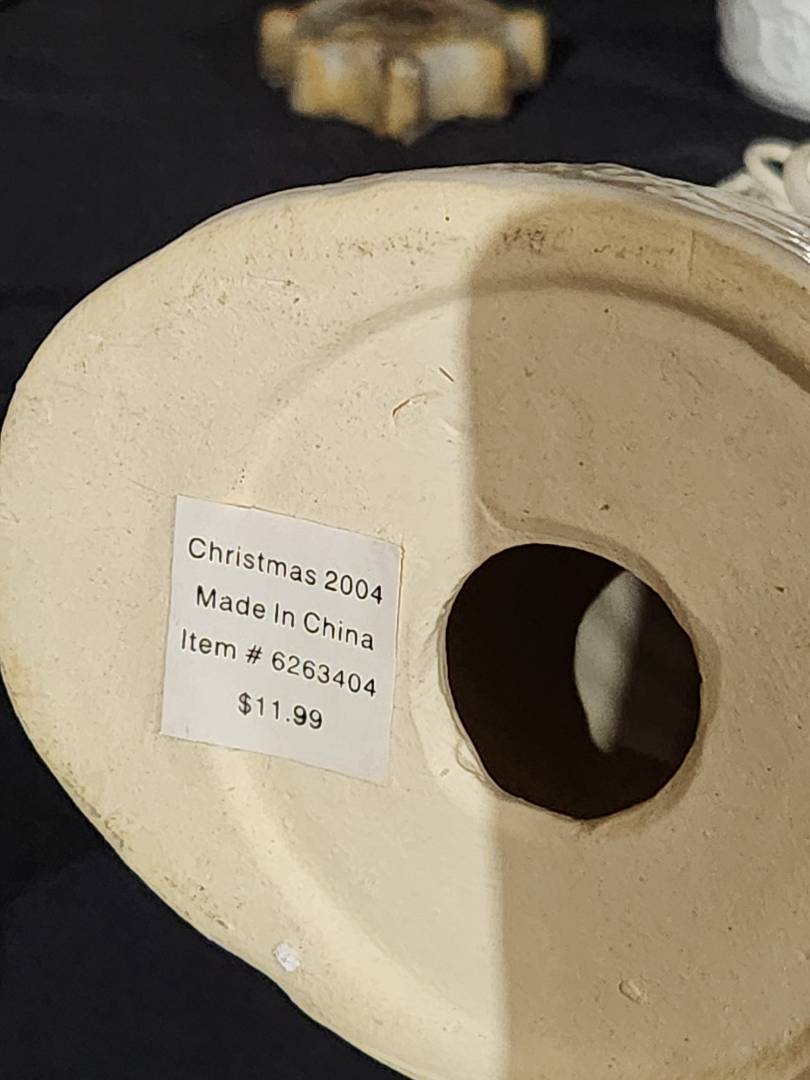 Christmas 2004
Made In China
Item # 6263404
$11.99